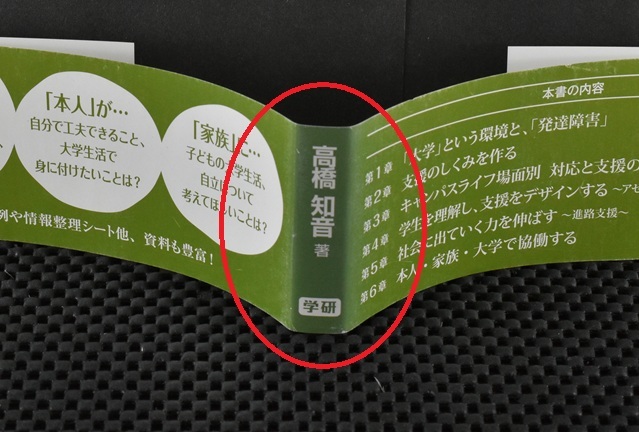 「本人」が…
自分で工夫できること、
大学生活で
身に付けたいことは?
「家族」に…
子どもの大学生活、
自立について
考えてほしいことは?
例や情報整理シート他、資料も豊富!
高橋 知音 著
学研
本書の内容
第1章 「大学」という環境と、「発達障害」
第2章 支援のしくみを作る
第3章 キャンパスライフ場面別 対応と支援の
第4章 学生を理解し、支援をデザインする ~ア
第5章 社会に出ていく力を伸ばす ~進路支援~
第6章 本人・家族・大学で協働する